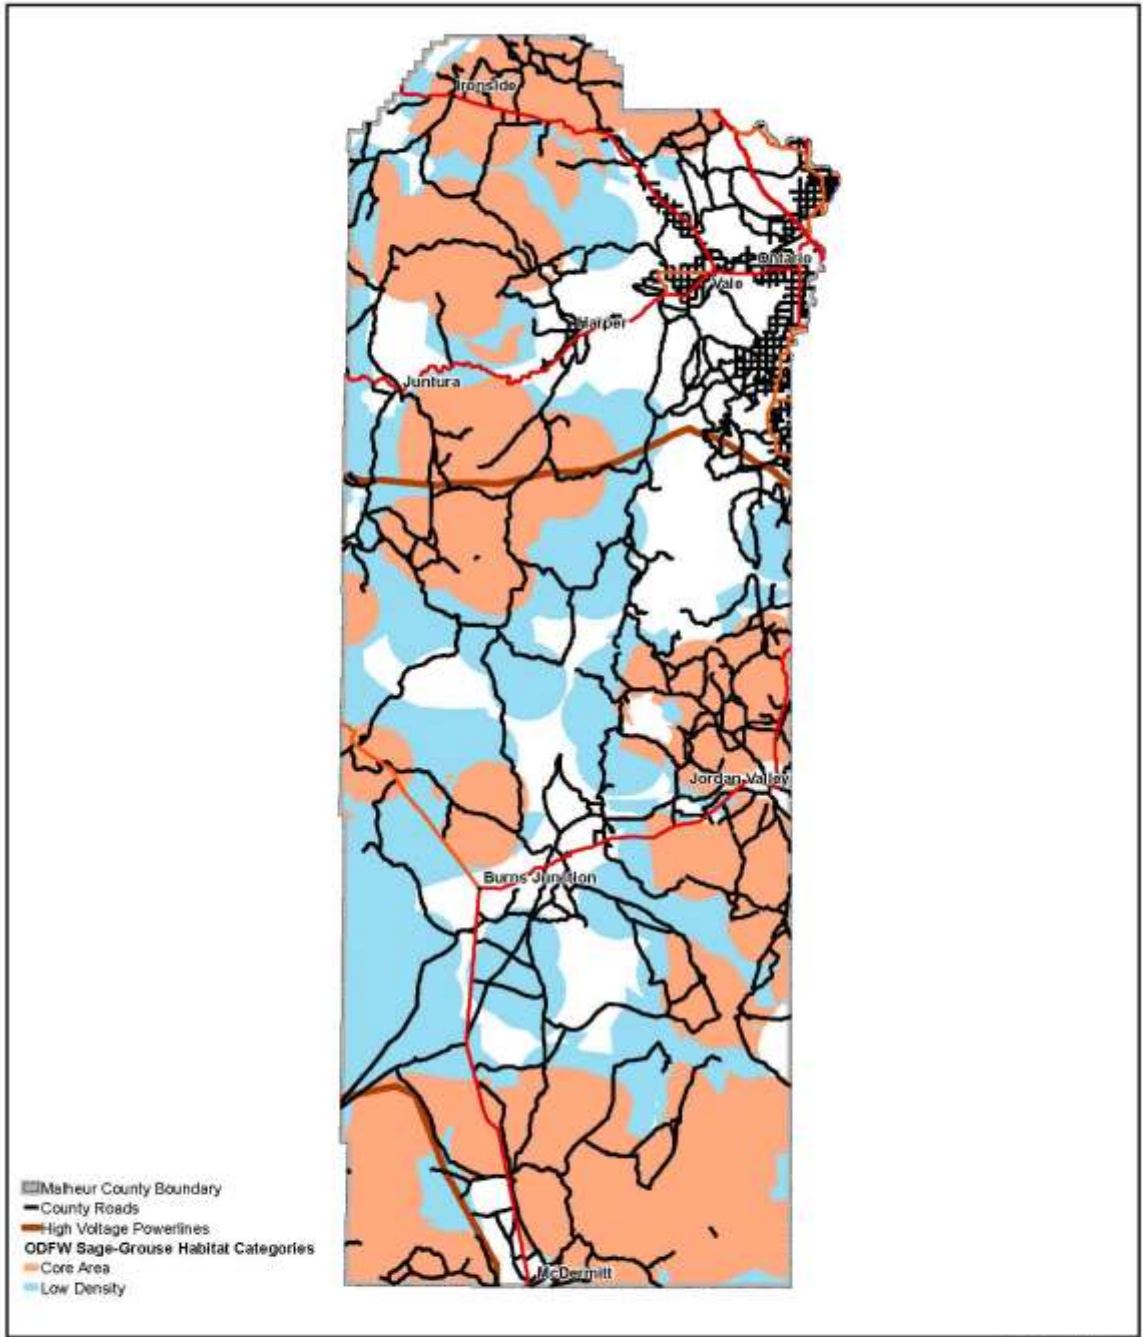 Ironside
Ontario
Vale
Harper
Juntura
Jordan Valley
Burns Junction
McDermitt
Malheur County Boundary
County Roads
High Voltage Powerlines
ODFW Sage-Grouse Habitat Categories
Core Area
Low Density